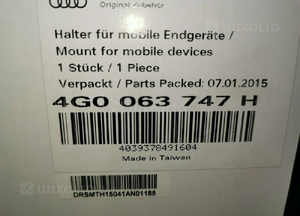 Original Zubehör
Halter für mobile Endgeräte /
Mount for mobile devices
1 Stück / 1 Piece
Verpackt / Parts Packed: 07.01.2015
4G0 063 747 H
4039378491604
Made in Taiwan
DRSMTH15041AN01185